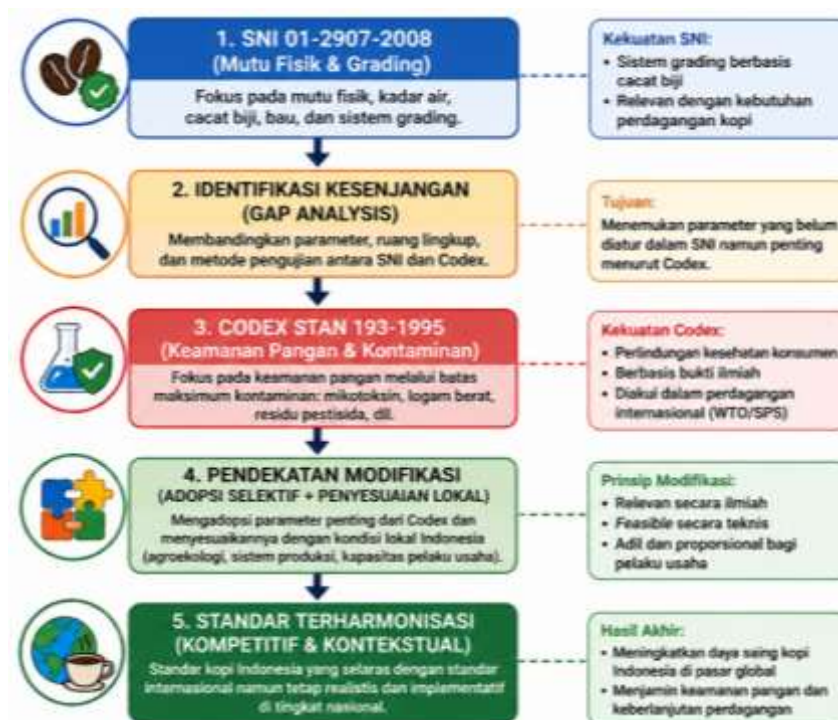 1. SNI 01-2907-2008
(Mutu Fisik & Grading)
Fokus pada mutu fisik, kadar air,
cacat biji, bau, dan sistem grading.
Kekuatan SNI:
• Sistem grading berbasis
cacat biji
• Relevan dengan kebutuhan
perdagangan kopi
2. IDENTIFIKASI KESENJANGAN
(GAP ANALYSIS)
Membandingkan parameter, ruang lingkup,
dan metode pengujian antara SNI dan Codex.
Tujuan:
Menemukan parameter yang belum
diatur dalam SNI namun penting
menurut Codex.
3. CODEX STAN 193-1995
(Keamanan Pangan & Kontaminan)
Fokus pada keamanan pangan melalui batas
maksimum kontaminan: mikotoksin, logam berat,
residu pestisida, dll.
Kekuatan Codex:
• Perlindungan kesehatan konsumen
• Berbasis bukti ilmiah
• Diakui dalam perdagangan
internasional (WTO/SPS)
4. PENDEKATAN MODIFIKASI
(ADOPSI SELEKTIF + PENYESUAIAN LOKAL)
Mengadopsi parameter penting dari Codex dan
menyesuaikannya dengan kondisi lokal Indonesia
(agroekologi, sistem produksi, kapasitas pelaku usaha).
Prinsip Modifikasi:
• Relevan secara ilmiah
• Feasible secara teknis
• Adil dan proporsional bagi
pelaku usaha
5. STANDAR TERHARMONISASI
(KOMPETITIF & KONTEKSTUAL)
Standar kopi Indonesia yang selaras dengan standar
internasional namun tetap realistis dan implementatif
di tingkat nasional.
Hasil Akhir:
• Meningkatkan daya saing kopi
Indonesia di pasar global
• Menjamin keamanan pangan dan
keberlanjutan perdagangan